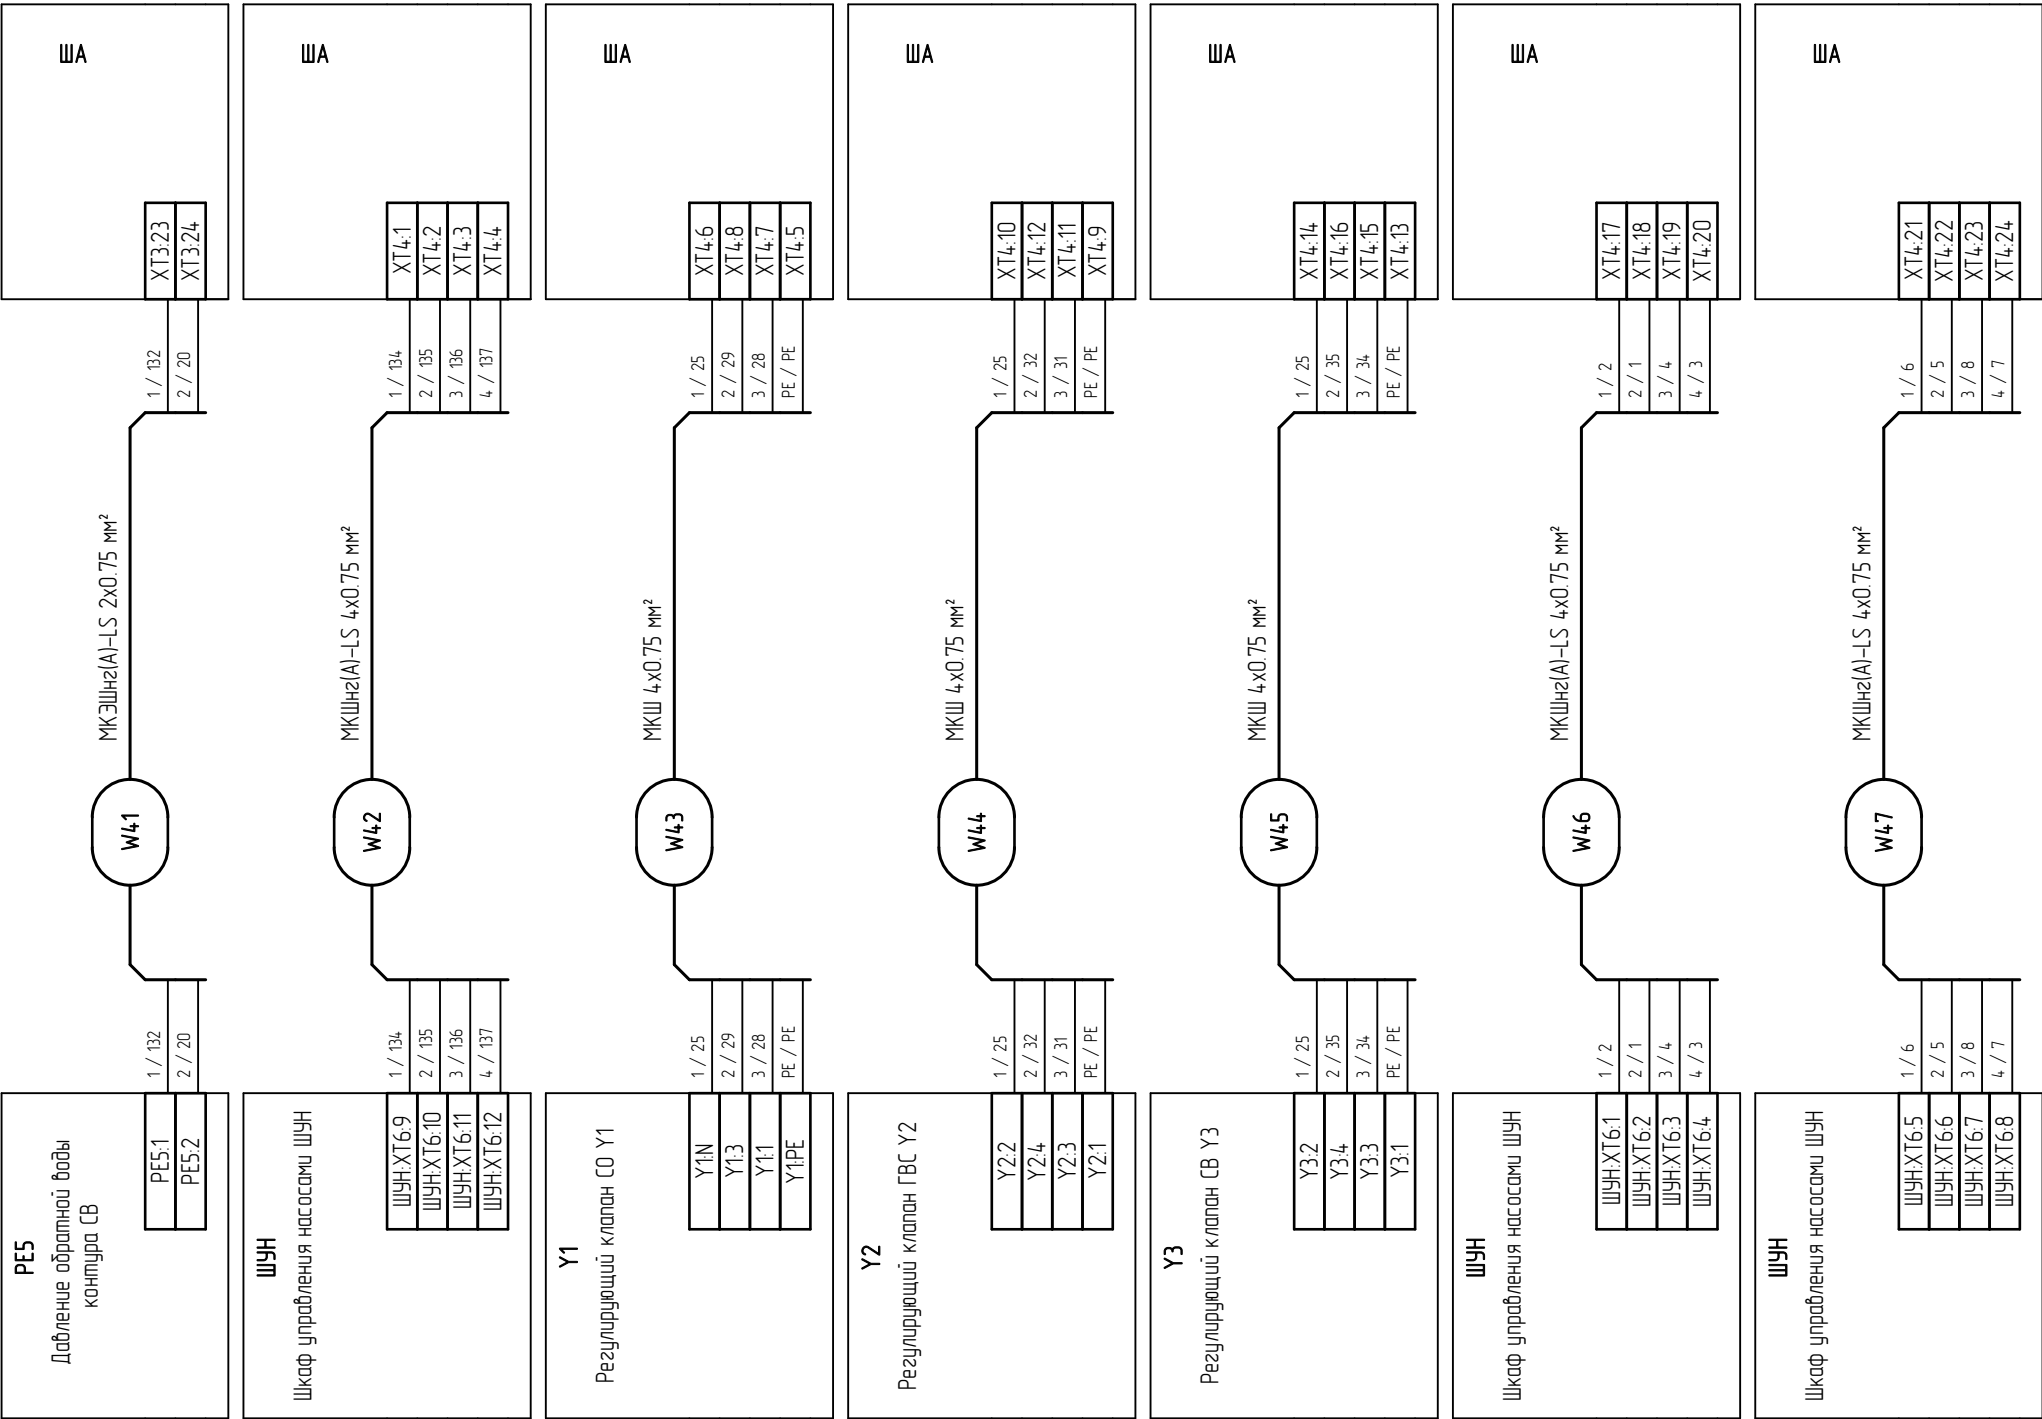 PE5
Давление обратной воды
контура СВ
PE5:1
PE5:2
1 / 132
2 / 20
W41
МКЭШнг(А)-LS 2x0.75 мм²
1 / 132
2 / 20
XT3:23
XT3:24
ША
ШУН
Шкаф управления насосами ШУН
ШУН:XT6:9
ШУН:XT6:10
ШУН:XT6:11
ШУН:XT6:12
1 / 134
2 / 135
3 / 136
4 / 137
W42
МКШнг(А)-LS 4x0.75 мм²
1 / 134
2 / 135
3 / 136
4 / 137
XT4:1
XT4:2
XT4:3
XT4:4
ША
Y1
Регулирующий клапан СО Y1
Y1:N
Y1:3
Y1:1
Y1:PE
1 / 25
2 / 29
3 / 28
PE / PE
W43
МКШ 4x0.75 мм²
1 / 25
2 / 29
3 / 28
PE / PE
XT4:6
XT4:8
XT4:7
XT4:5
ША
Y2
Регулирующий клапан ГВС Y2
Y2:2
Y2:4
Y2:3
Y2:1
1 / 25
2 / 32
3 / 31
PE / PE
W44
МКШ 4x0.75 мм²
1 / 25
2 / 32
3 / 31
PE / PE
XT4:10
XT4:12
XT4:11
XT4:9
ША
Y3
Регулирующий клапан СВ Y3
Y3:2
Y3:4
Y3:3
Y3:1
1 / 25
2 / 35
3 / 34
PE / PE
W45
МКШ 4x0.75 мм²
1 / 25
2 / 35
3 / 34
PE / PE
XT4:14
XT4:16
XT4:15
XT4:13
ША
ШУН
Шкаф управления насосами ШУН
ШУН:XT6:1
ШУН:XT6:2
ШУН:XT6:3
ШУН:XT6:4
1 / 2
2 / 1
3 / 4
4 / 3
W46
МКШнг(А)-LS 4x0.75 мм²
1 / 2
2 / 1
3 / 4
4 / 3
XT4:17
XT4:18
XT4:19
XT4:20
ША
ШУН
Шкаф управления насосами ШУН
ШУН:XT6:5
ШУН:XT6:6
ШУН:XT6:7
ШУН:XT6:8
1 / 6
2 / 5
3 / 8
4 / 7
W47
МКШнг(А)-LS 4x0.75 мм²
1 / 6
2 / 5
3 / 8
4 / 7
XT4:21
XT4:22
XT4:23
XT4:24
ША